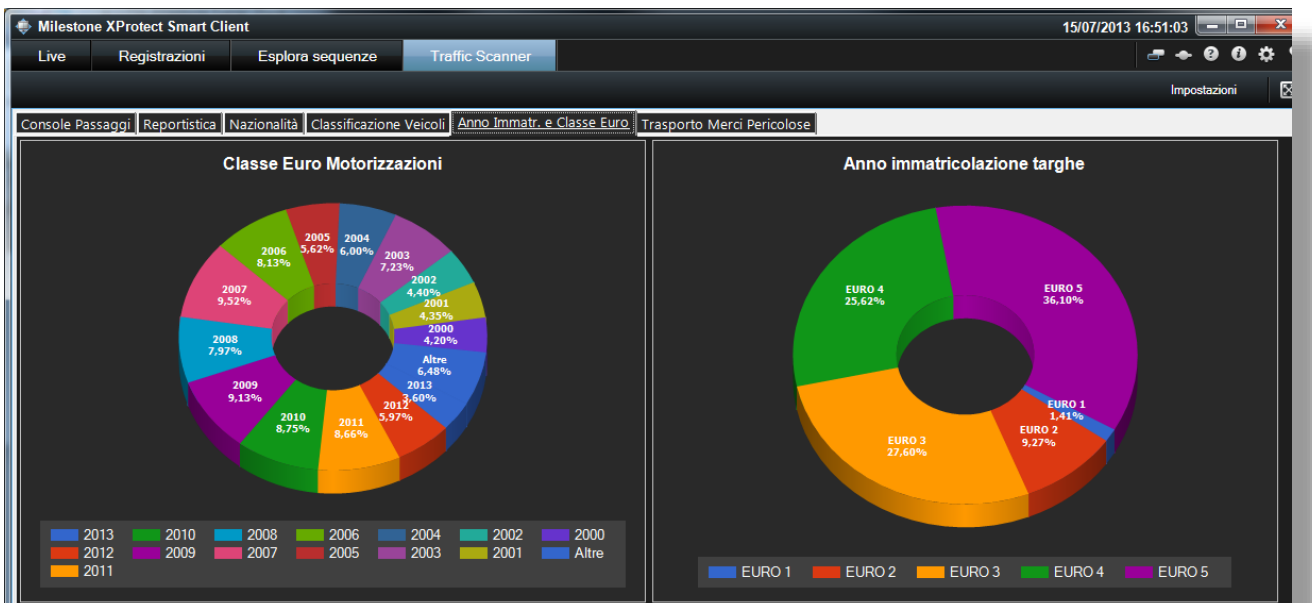 Milestone XProtect Smart Client
15/07/2013 16:51:03
Live Registrazioni Esplora sequenze Traffic Scanner
Impostazioni
Console Passaggi Reportistica Nazionalità Classificazione Veicoli Anno Immatr. e Classe Euro Trasporto Merci Pericolose
Classe Euro Motorizzazioni
2004
6,00%
2003
7,23%
2002
4,40%
2001
4,35%
2000
4,20%
Altre
6,48%
2013
3,60%
2012
5,97%
2011
8,66%
2010
8,75%
2009
9,13%
2008
7,97%
2007
9,52%
2006
8,13%
2005
5,62%
2013 2010 2008 2006 2004 2002 2000
2012 2009 2007 2005 2003 2001 Altre
2011
Anno immatricolazione targhe
EURO 5
36,10%
EURO 1
1,41%
EURO 2
9,27%
EURO 3
27,60%
EURO 4
25,62%
EURO 1 EURO 2 EURO 3 EURO 4 EURO 5